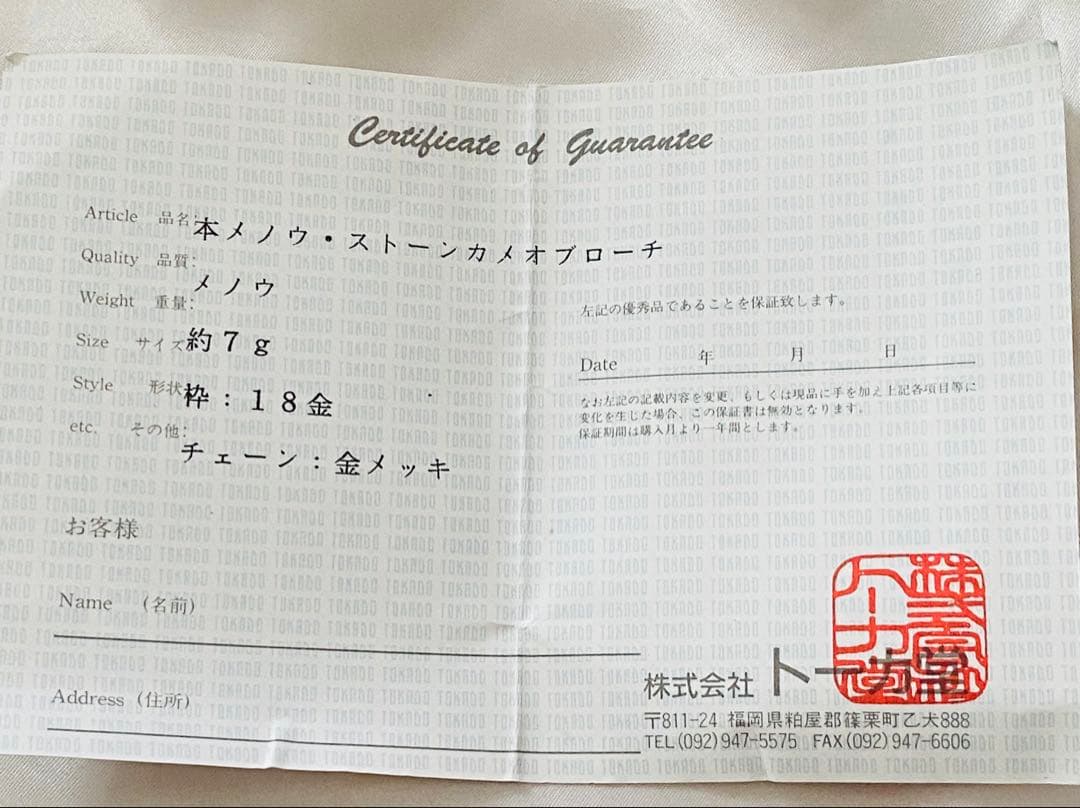 Certificate of Guarantee
Article 品名:本メノウ・ストーンカメオブローチ
Quality 品質:
メノウ
Weight 重量:
Size サイズ 約7g
Style 形状 枠:18金
etc. その他:
チェーン:金メッキ
お客様
Name (名前)
Address (住所)
左記の優秀品であることを保証致します。
Date 年 月 日
なお左記の記載内容を変更、もしくは現品に手を加え上記各項目等に
変化を生じた場合、この保証書は無効となります。
保証期間は購入月より一年間とします。
株式会社 トーカ堂
〒811-24 福岡県粕屋郡篠栗町乙犬888
TEL(092)947-5575 FAX(092)947-6606